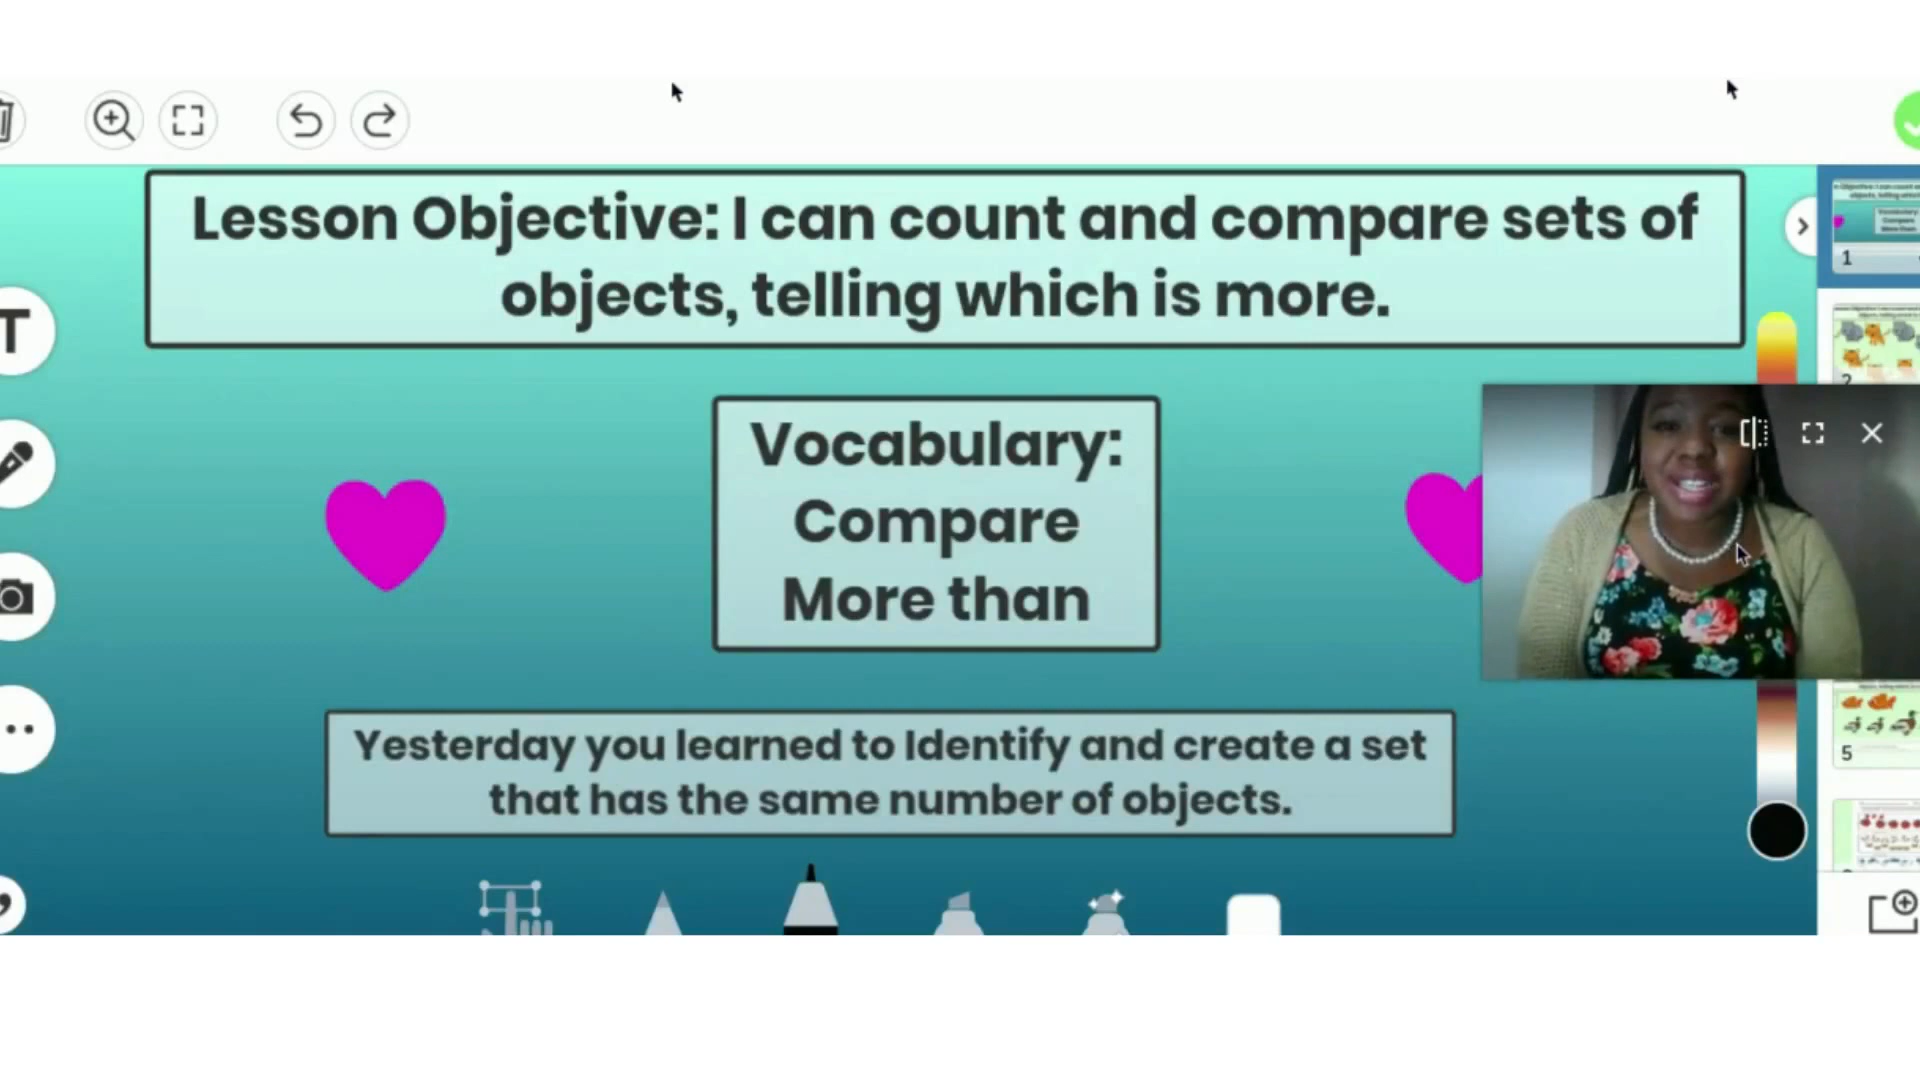 Lesson Objective: I can count and compare sets of
objects, telling which is more.
T
Vocabulary:
Compare
More than
Yesterday you learned to Identify and create a set
that has the same number of objects.
1
2
5